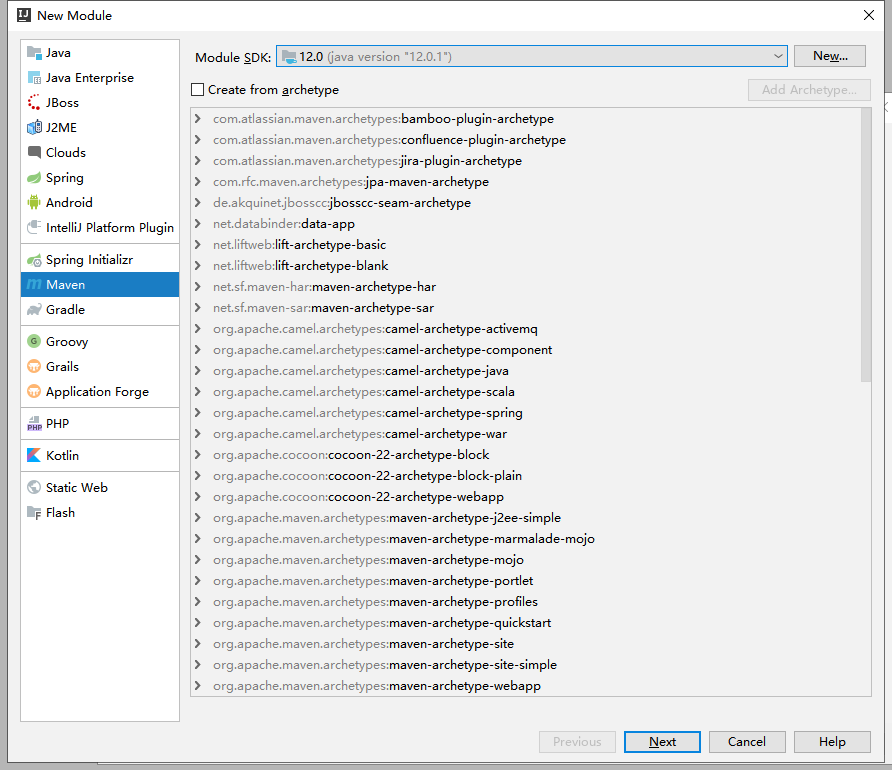 New Module
Java
Java Enterprise
JBoss
J2ME
Clouds
Spring
Android
IntelliJ Platform Plugin
Spring Initializr
Maven
Gradle
Groovy
Grails
Application Forge
PHP
Kotlin
Static Web
Flash
Module SDK: 12.0 (java version "12.0.1") New...
Create from archetype Add Archetype...
com.atlassian.maven.archetypes:bamboo-plugin-archetype
com.atlassian.maven.archetypes:confluence-plugin-archetype
com.atlassian.maven.archetypes:jira-plugin-archetype
com.rfc.maven.archetypes:jpa-maven-archetype
de.akquinet.jbosscc:jbosscc-seam-archetype
net.databinder:data-app
net.liftweb:lift-archetype-basic
net.liftweb:lift-archetype-blank
net.sf.maven-har:maven-archetype-har
net.sf.maven-sar:maven-archetype-sar
org.apache.camel.archetypes:camel-archetype-activemq
org.apache.camel.archetypes:camel-archetype-component
org.apache.camel.archetypes:camel-archetype-java
org.apache.camel.archetypes:camel-archetype-scala
org.apache.camel.archetypes:camel-archetype-spring
org.apache.camel.archetypes:camel-archetype-war
org.apache.cocoon:cocoon-22-archetype-block
org.apache.cocoon:cocoon-22-archetype-block-plain
org.apache.cocoon:cocoon-22-archetype-webapp
org.apache.maven.archetypes:maven-archetype-j2ee-simple
org.apache.maven.archetypes:maven-archetype-marmalade-mojo
org.apache.maven.archetypes:maven-archetype-mojo
org.apache.maven.archetypes:maven-archetype-portlet
org.apache.maven.archetypes:maven-archetype-profiles
org.apache.maven.archetypes:maven-archetype-quickstart
org.apache.maven.archetypes:maven-archetype-site
org.apache.maven.archetypes:maven-archetype-site-simple
org.apache.maven.archetypes:maven-archetype-webapp
Previous Next Cancel Help